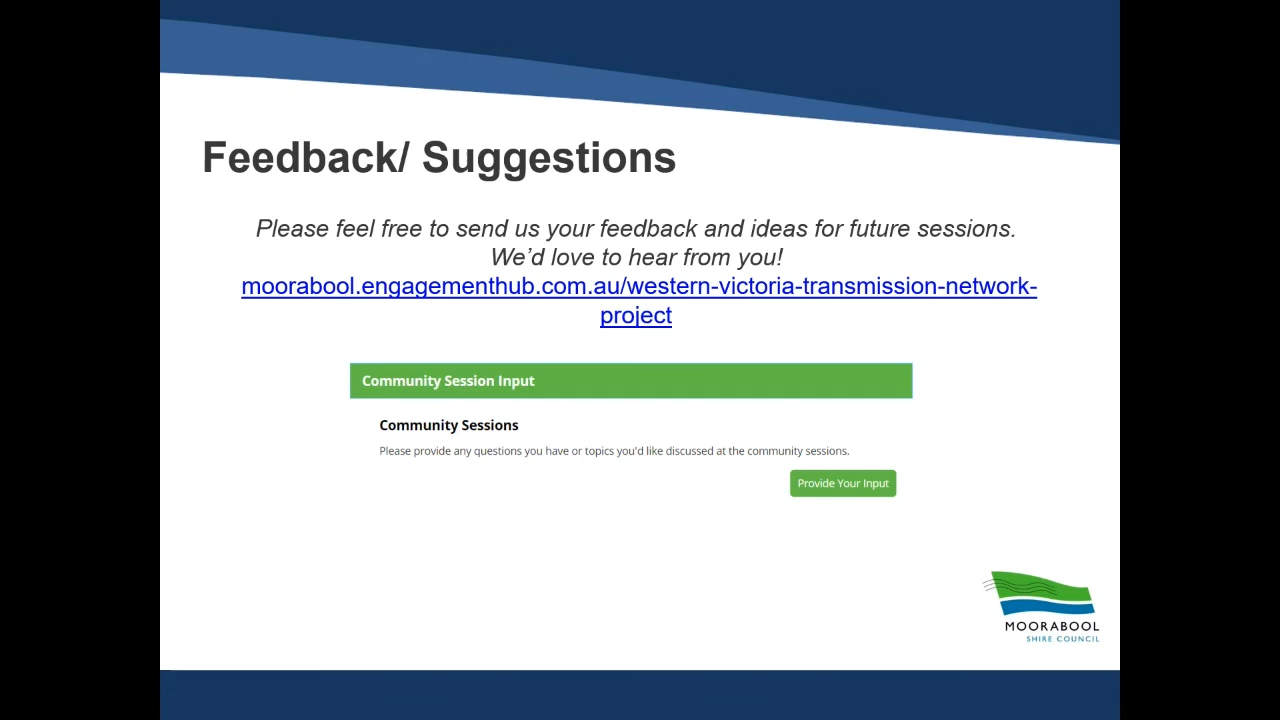 Feedback/ Suggestions
Please feel free to send us your feedback and ideas for future sessions.
We'd love to hear from you!
moorabool.engagementhub.com.au/western-victoria-transmission-network-
project
Community Session Input
Community Sessions
Please provide any questions you have or topics you'd like discussed at the community sessions.
Provide Your Input
MOORABOOL
SHIRE COUNCIL